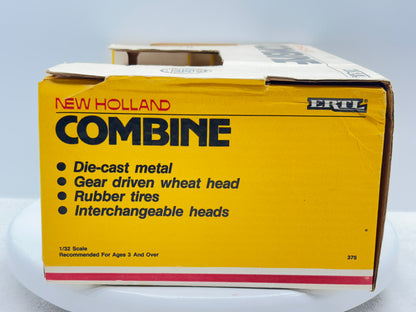 NEW HOLLAND
ERTL
COMBINE
● Die-cast metal
● Gear driven wheat head
● Rubber tires
● Interchangeable heads
1/32 Scale
Recommended For Ages 3 And Over
375